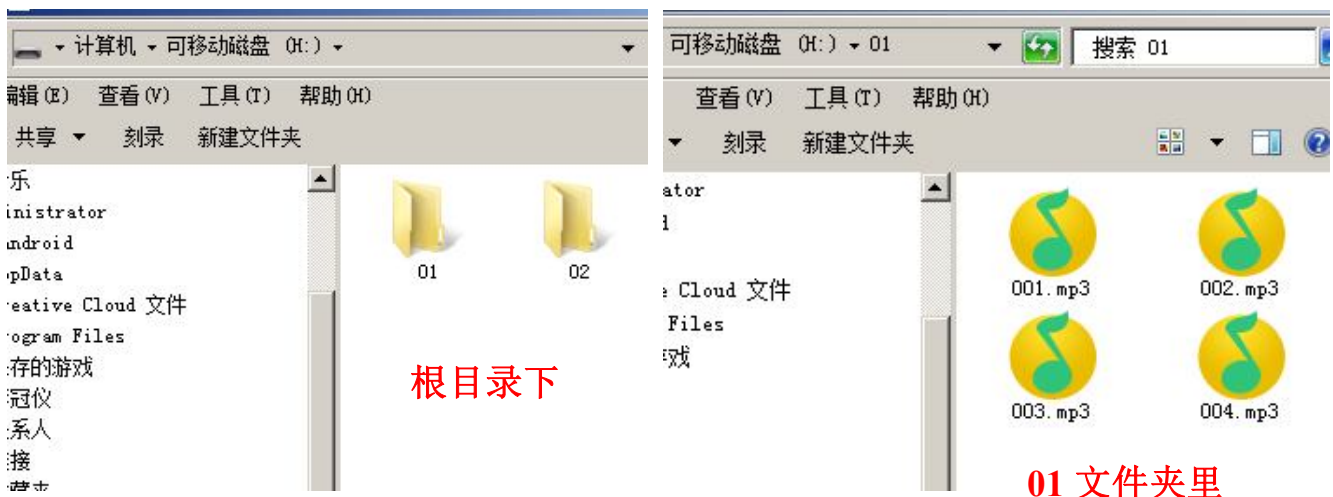 计算机 可移动磁盘 (H:)
编辑(E) 查看(V) 工具(T) 帮助(H)
共享 刻录 新建文件夹
乐
inistrator
ndroid
pData
reative Cloud 文件
rogram Files
存的游戏
冠仪
系人
接
藏夹
01 02
根目录下
可移动磁盘 (H:) 01 搜索 01
查看(V) 工具(T) 帮助(H)
刻录 新建文件夹
ator
Cloud 文件
Files
戏
001.mp3 002.mp3
003.mp3 004.mp3
01 文件夹里